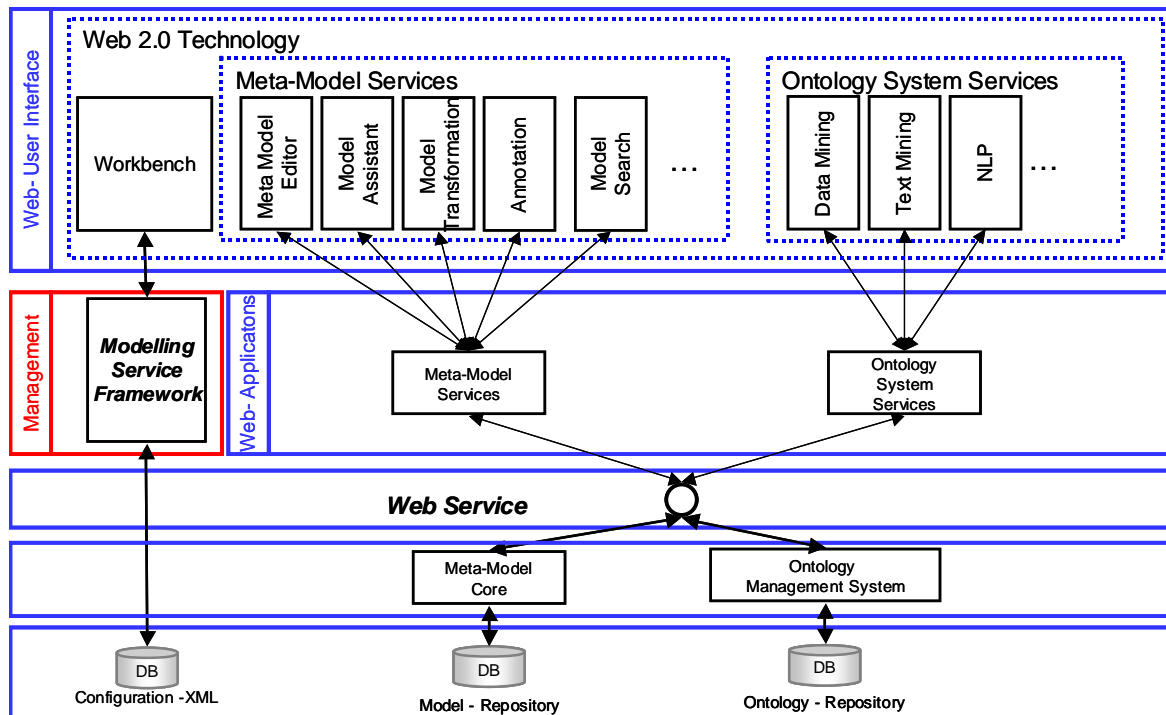 Web- User Interface
Web 2.0 Technology
Workbench
Meta-Model Services
Meta Model
Editor
Model
Assistant
Model
Transformation
Annotation
Model
Search
...
Ontology System Services
Data Mining
Text Mining
NLP
...
Management
Modelling
Service
Framework
Web- Applicatons
Meta-Model
Services
Ontology
System
Services
Web Service
Meta-Model
Core
Ontology
Management System
DB
Configuration -XML
DB
Model - Repository
DB
Ontology - Repository